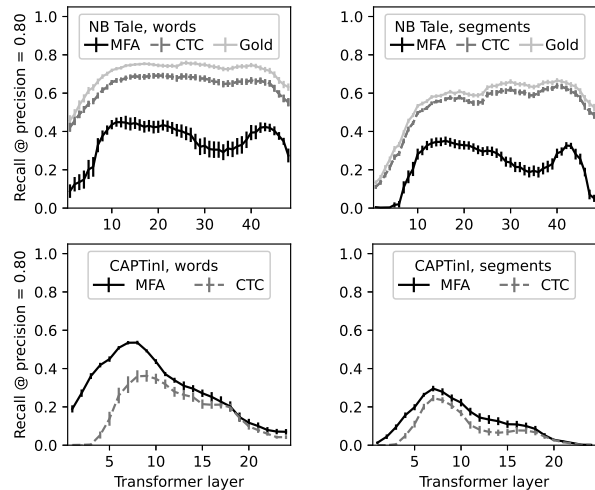 NB Tale, words
MFA CTC Gold
Recall @ precision = 0.80
1.0
0.8
0.6
0.4
0.2
0.0
10 20 30 40
NB Tale, segments
MFA CTC Gold
1.0
0.8
0.6
0.4
0.2
0.0
10 20 30 40
CAPTinI, words
MFA CTC
Recall @ precision = 0.80
1.0
0.8
0.6
0.4
0.2
0.0
5 10 15 20
Transformer layer
CAPTinI, segments
MFA CTC
1.0
0.8
0.6
0.4
0.2
0.0
5 10 15 20
Transformer layer